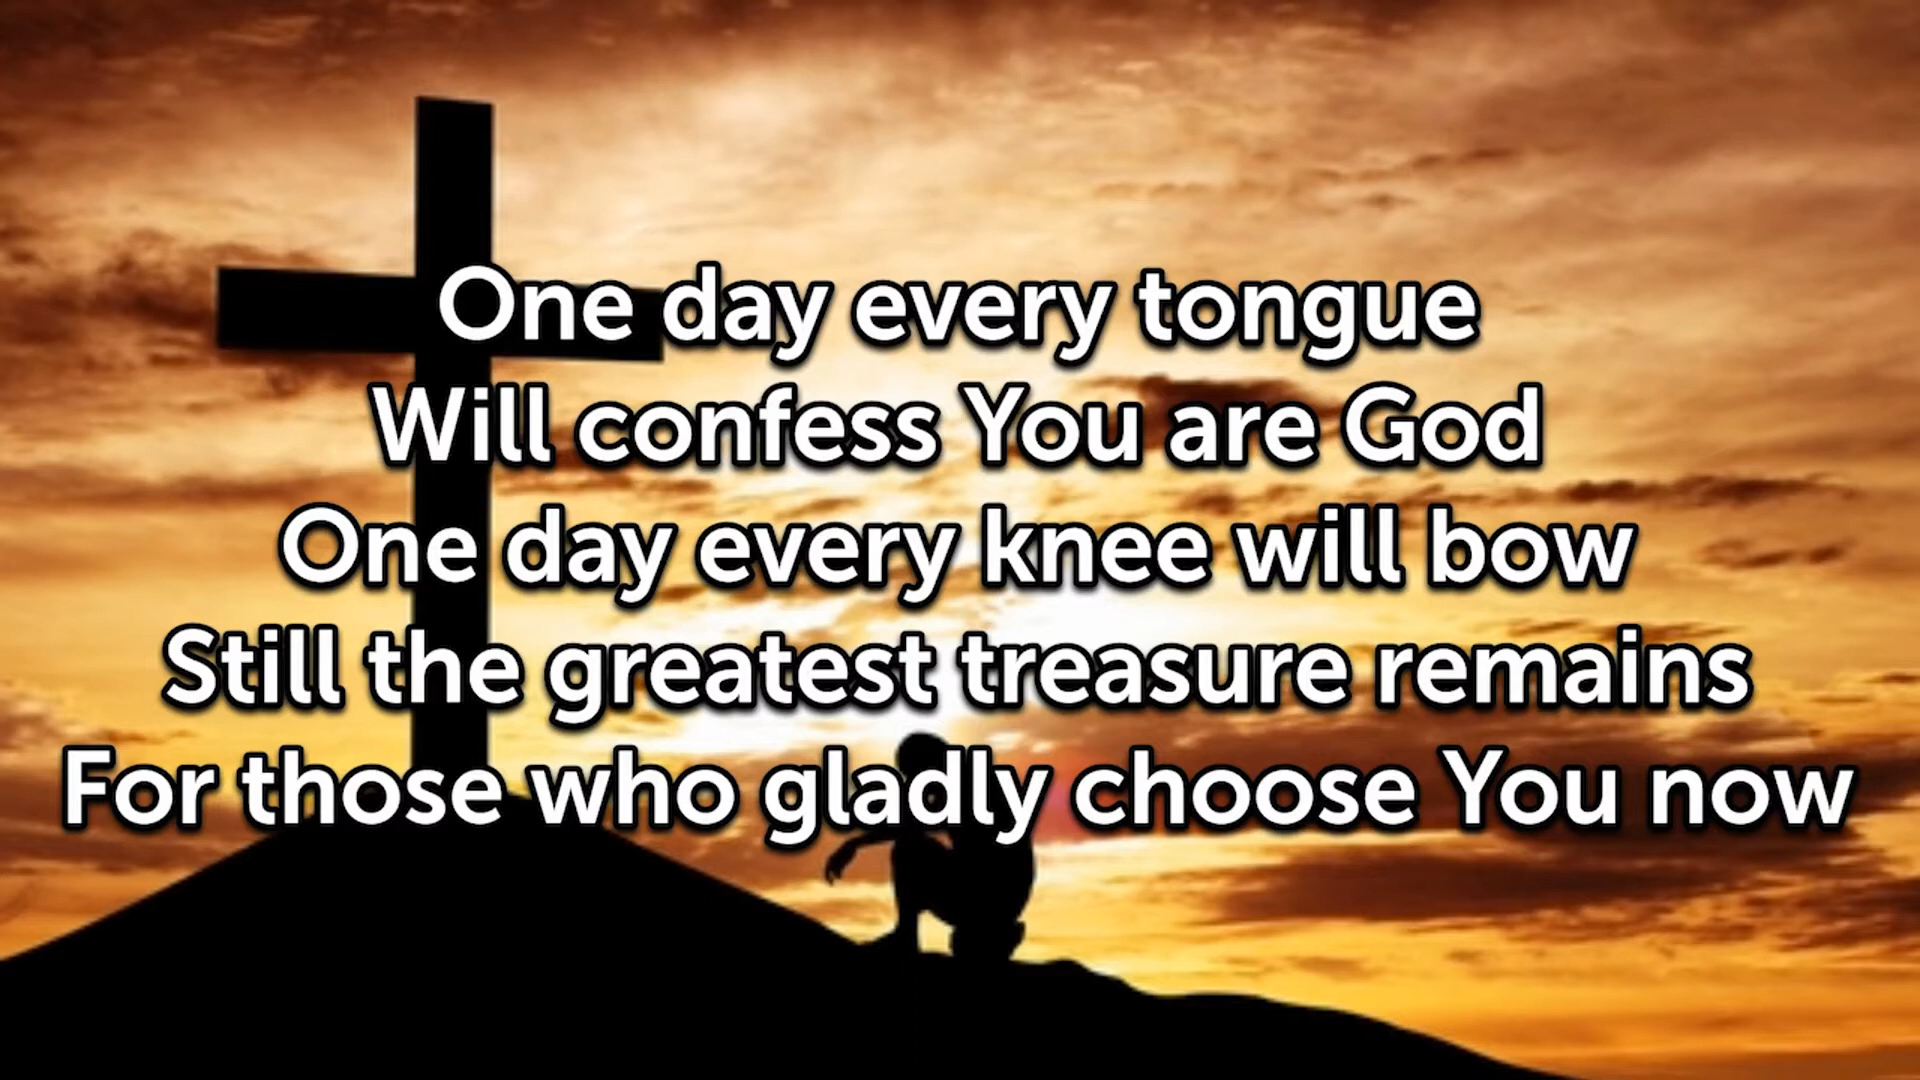 One day every tongue
Will confess You are God
One day every knee will bow
Still the greatest treasure remains
For those who gladly choose You now